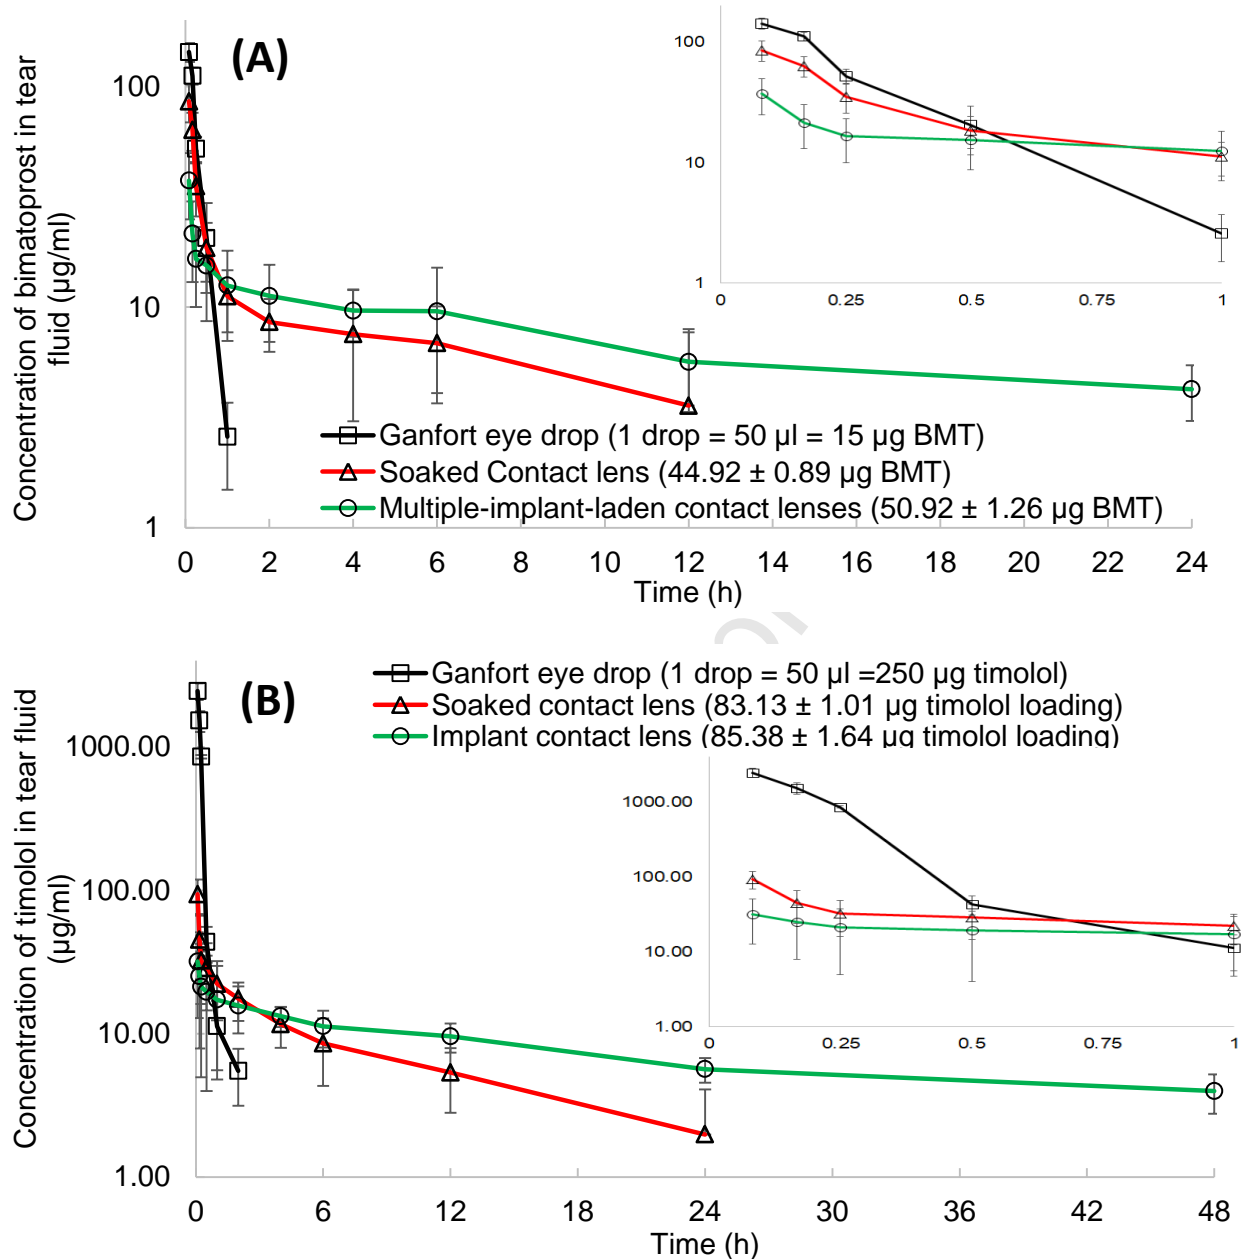 (A)
Concentration of bimatoprost in tear
fluid (µg/ml)
100
10
1
0 2 4 6 8 10 12 14 16 18 20 22 24
Time (h)
Ganfort eye drop (1 drop = 50 µl = 15 µg BMT)
Soaked Contact lens (44.92 ± 0.89 µg BMT)
Multiple-implant-laden contact lenses (50.92 ± 1.26 µg BMT)
100
10
1
0 0.25 0.5 0.75 1
(B)
Concentration of timolol in tear fluid
(µg/ml)
Ganfort eye drop (1 drop = 50 µl =250 µg timolol)
Soaked contact lens (83.13 ± 1.01 µg timolol loading)
Implant contact lens (85.38 ± 1.64 µg timolol loading)
1000.00
100.00
10.00
1.00
0 6 12 24 30 36 42 48
Time (h)
1000.00
100.00
10.00
1.00
0 0.25 0.5 0.75 1